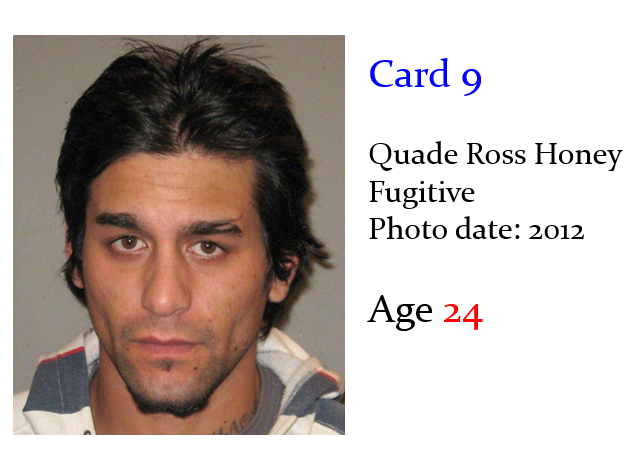 Card 9
Quade Ross Honey
Fugitive
Photo date: 2012
Age 24